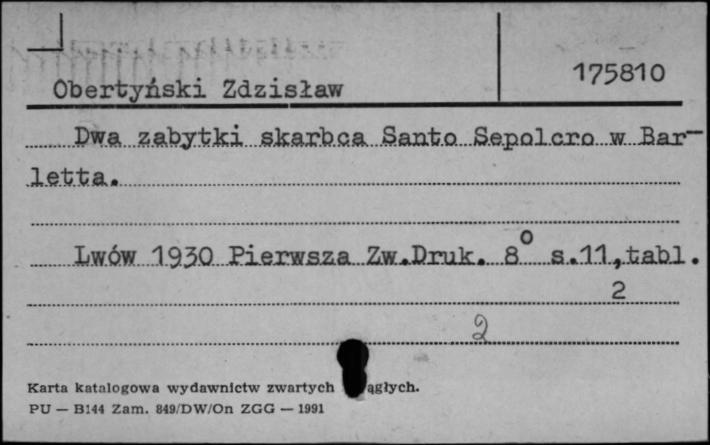 Obertyński Zdzisław
175810
Dwa zabytki skarbca Santo Sepolcro w Bar-
letta.
Lwów 1930 Pierwsza Zw.Druk. 8° s.11,tabl.
2
2
Karta katalogowa wydawnictw zwartych ągłych.
PU — B144 Zam. 849/DW/On ZGG — 1991